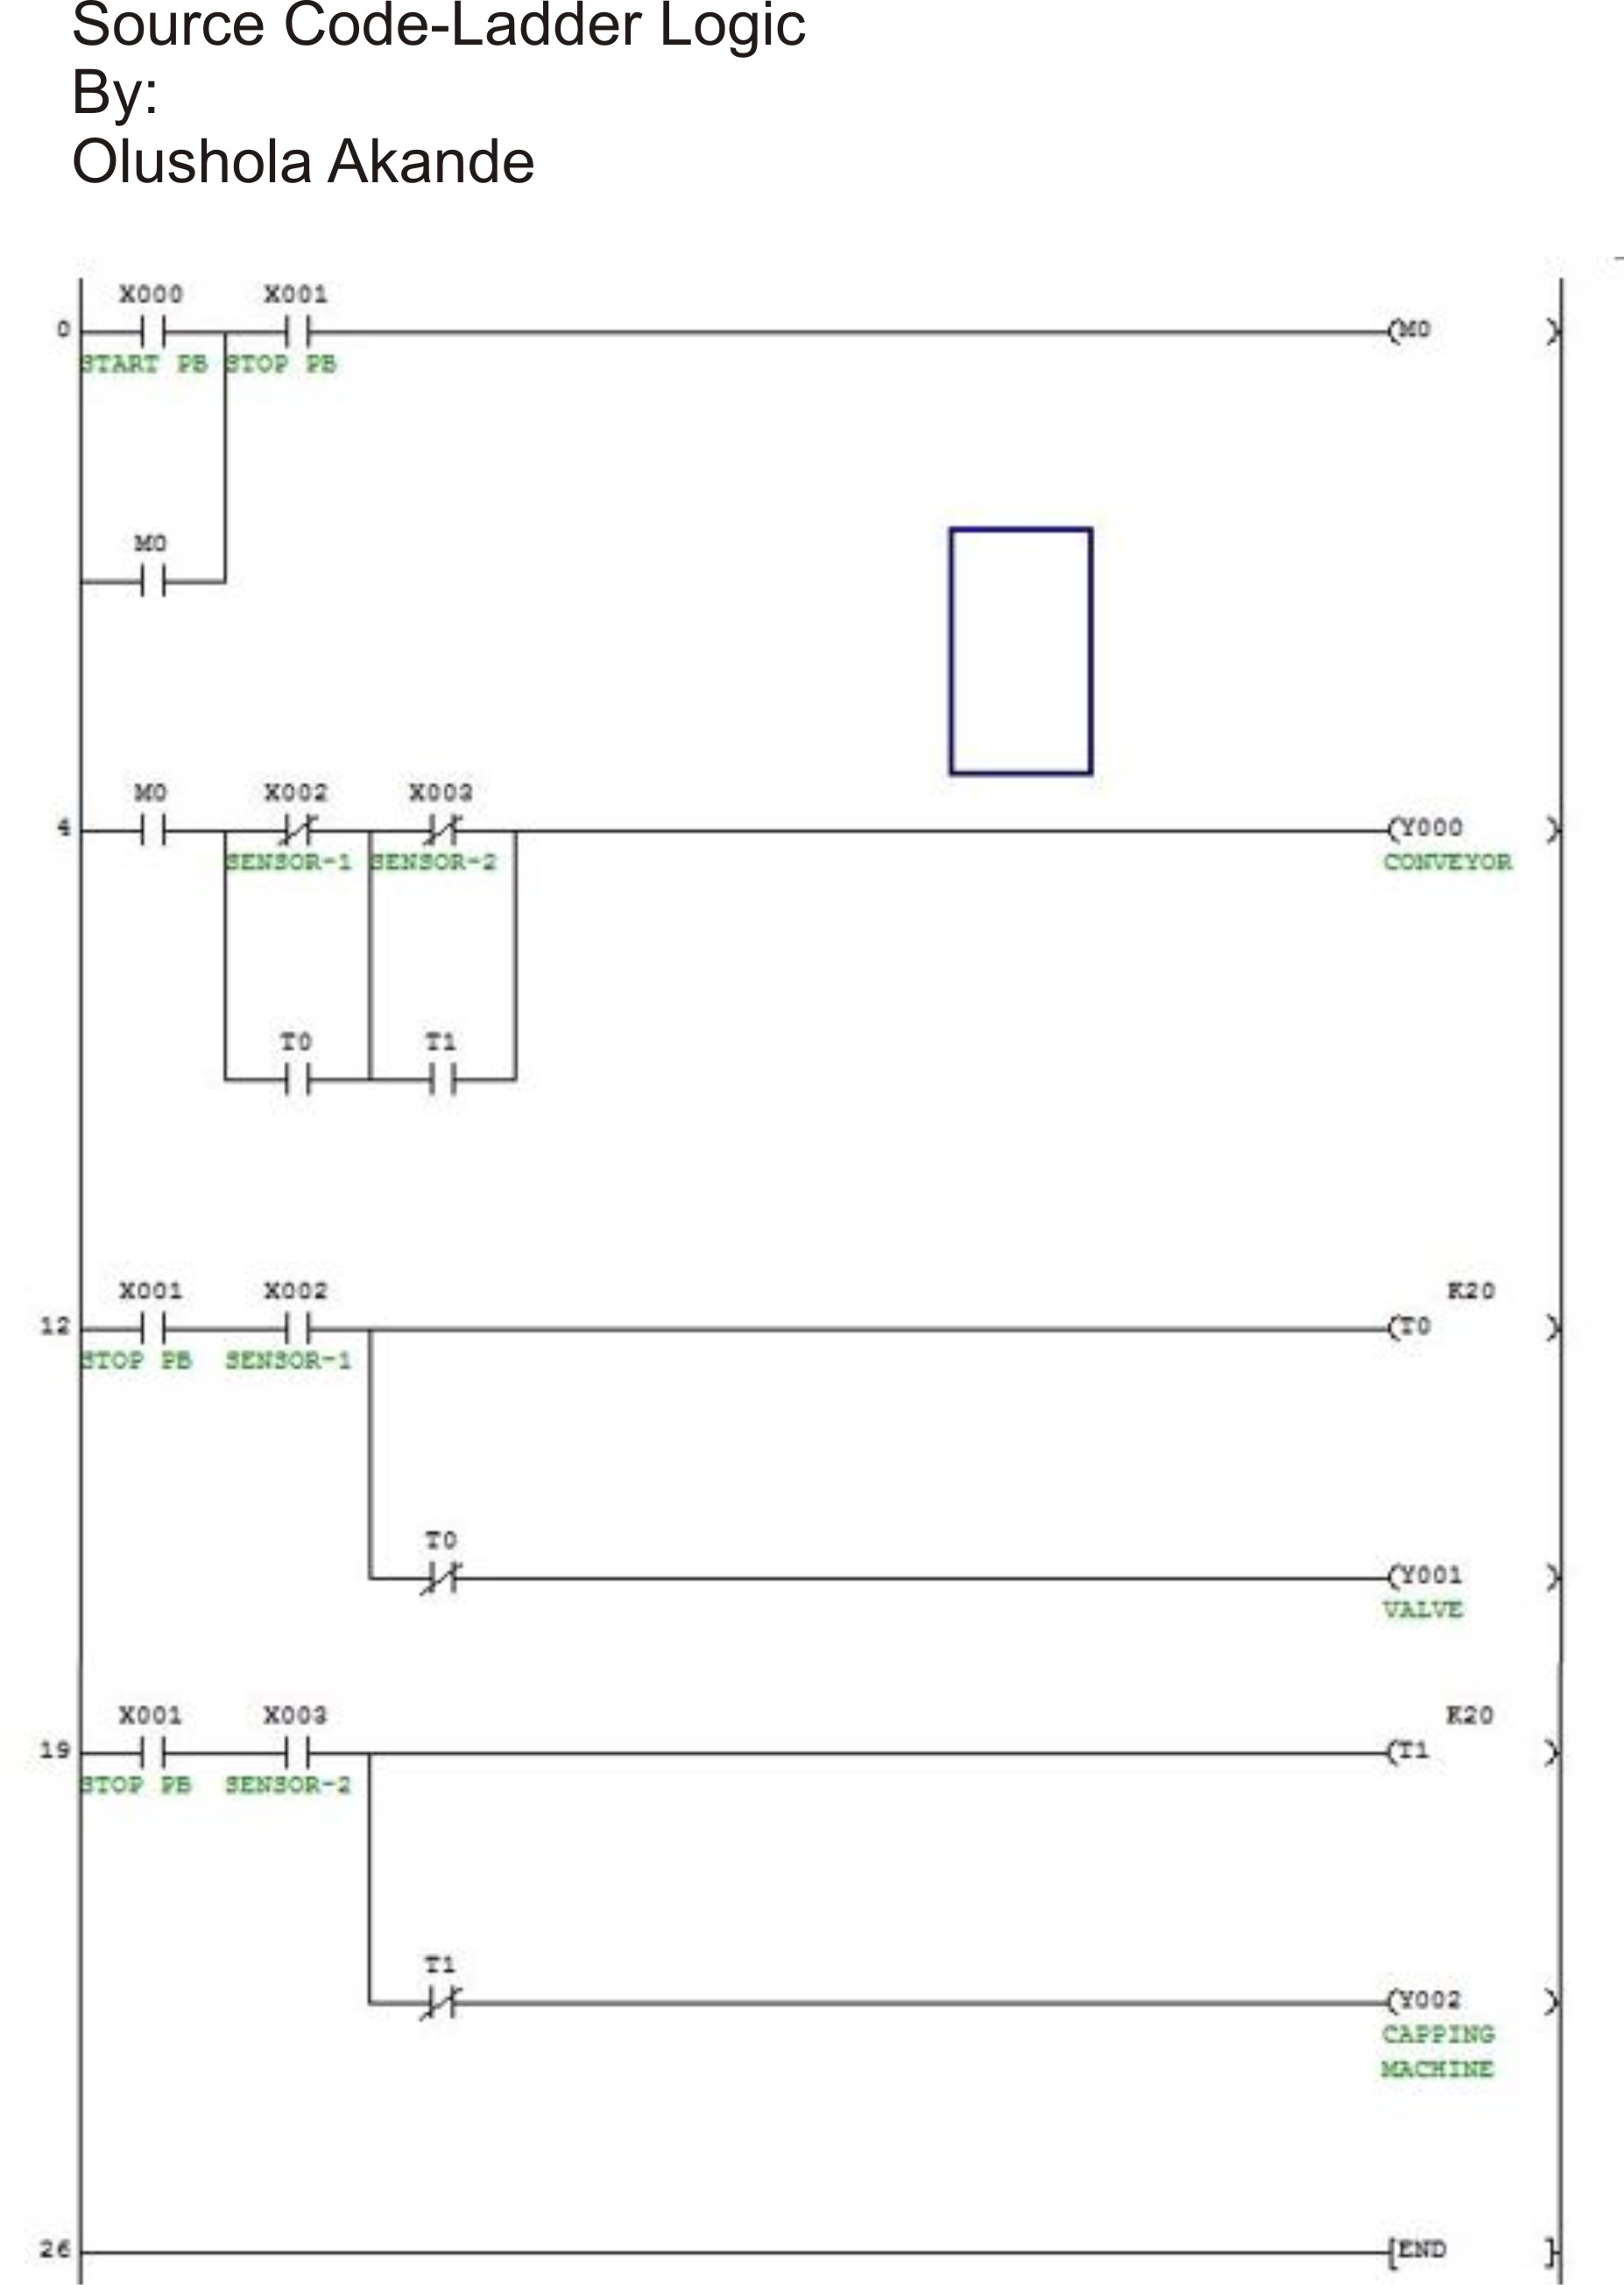 Source Code-Ladder Logic
By:
Olushola Akande
X000 X001
0 M0
START PB STOP PB
M0
M0 X002 X003
4 Y000
SENSOR-1 SENSOR-2 CONVEYOR
T0 T1
X001 X002 K20
12 T0
STOP PB SENSOR-1
T0
Y001
VALVE
X001 X003 K20
19 T1
STOP PB SENSOR-2
T1
Y002
CAPPING
MACHINE
26 END